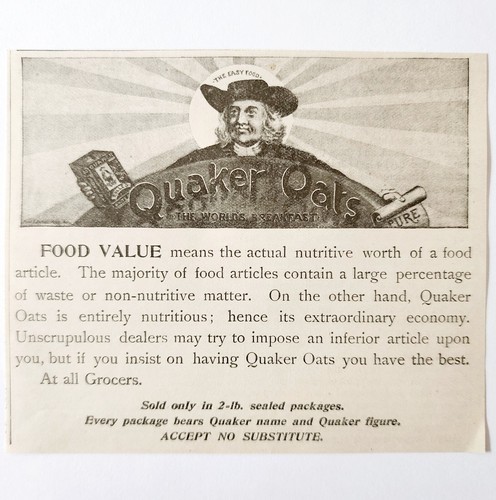 THE EASY FOOD
Quaker Oats
THE WORLD'S BREAKFAST
PURE
FOOD VALUE means the actual nutritive worth of a food
article. The majority of food articles contain a large percentage
of waste or non-nutritive matter. On the other hand, Quaker
Oats is entirely nutritious; hence its extraordinary economy.
Unscrupulous dealers may try to impose an inferior article upon
you, but if you insist on having Quaker Oats you have the best.
At all Grocers.
Sold only in 2-lb. sealed packages.
Every package bears Quaker name and Quaker figure.
ACCEPT NO SUBSTITUTE.